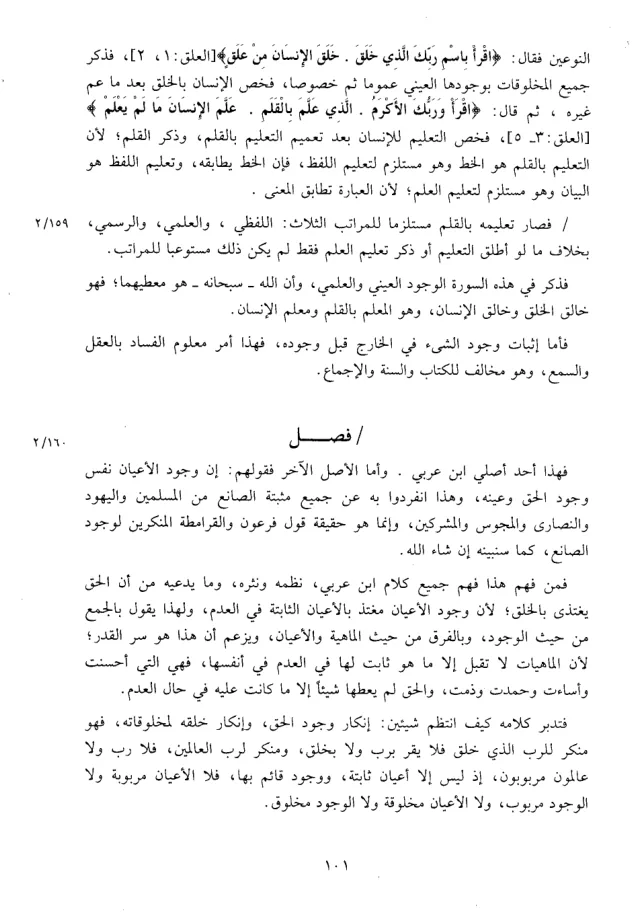 النوعين فقال: ﴿اقْرأْ بِاسْمِ رَبِّكَ الَّذِي خَلَقَ . خَلَقَ الإِنسَانَ مِنْ عَلَقٍ﴾[العلق:١، ٢]، فذكر
جميع المخلوقات بوجودها العيني عموما ثم خصوصا، فخص الإنسان بالخلق بعد ما عم
غيره ، ثم قال: ﴿اقْرَأْ وَرَبُّكَ الأَكْرَمُ . الَّذِي عَلَّمَ بِالْقَلَمِ . عَلَّمَ الإِنسَانَ مَا لَمْ يَعْلَمْ ﴾
[العلق:٣ـ ٥]، فخص التعليم للإنسان بعد تعميم التعليم بالقلم، وذكر القلم؛ لأن
التعليم بالقلم هو الخط وهو مستلزم لتعليم اللفظ، فإن الخط يطابقه، وتعليم اللفظ هو
البيان وهو مستلزم لتعليم العلم؛ لأن العبارة تطابق المعنى .
/ فصار تعليمه بالقلم مستلزما للمراتب الثلاث: اللفظي ، والعلمي، والرسمي، ٢/١٥٩
بخلاف ما لو أطلق التعليم أو ذكر تعليم العلم فقط لم يكن ذلك مستوعبا للمراتب.
فذكر في هذه السورة الوجود العيني والعلمي، وأن الله ـ سبحانه ـ هو معطيهما؛ فهو
خالق الخلق وخالق الإنسان، وهو المعلم بالقلم ومعلم الإنسان.
فأما إثبات وجود الشىء في الخارج قبل وجوده، فهذا أمر معلوم الفساد بالعقل
والسمع، وهو مخالف للكتاب والسنة والإجماع.
/ فصــــل ٢/١٦٠
فهذا أحد أصلي ابن عربي . وأما الأصل الآخر فقولهم: إن وجود الأعيان نفس
وجود الحق وعينه، وهذا انفردوا به عن جميع مثبتة الصانع من المسلمين واليهود
والنصارى والمجوس والمشركين، وإنما هو حقيقة قول فرعون والقرامطة المنكرين لوجود
الصانع، كما سنبينه إن شاء الله.
فمن فهم هذا فهم جميع كلام ابن عربي، نظمه ونثره، وما يدعيه من أن الحق
يغتذى بالخلق؛ لأن وجود الأعيان مغتذ بالأعيان الثابتة في العدم، ولهذا يقول بالجمع
من حيث الوجود، وبالفرق من حيث الماهية والأعيان، ويزعم أن هذا هو سر القدر؛
لأن الماهيات لا تقبل إلا ما هو ثابت لها في العدم في أنفسها، فهي التي أحسنت
وأساءت وحمدت وذمت، والحق لم يعطها شيئاً إلا ما كانت عليه في حال العدم.
فتدبر كلامه كيف انتظم شيئين: إنكار وجود الحق، وإنكار خلقه لمخلوقاته، فهو
منكر للرب الذي خلق فلا يقر برب ولا بخلق، ومنكر لرب العالمين، فلا رب ولا
عالمون مربوبون، إذ ليس إلا أعيان ثابتة، ووجود قائم بها، فلا الأعيان مربوبة ولا
الوجود مربوب، ولا الأعيان مخلوقة ولا الوجود مخلوق.
١٠١